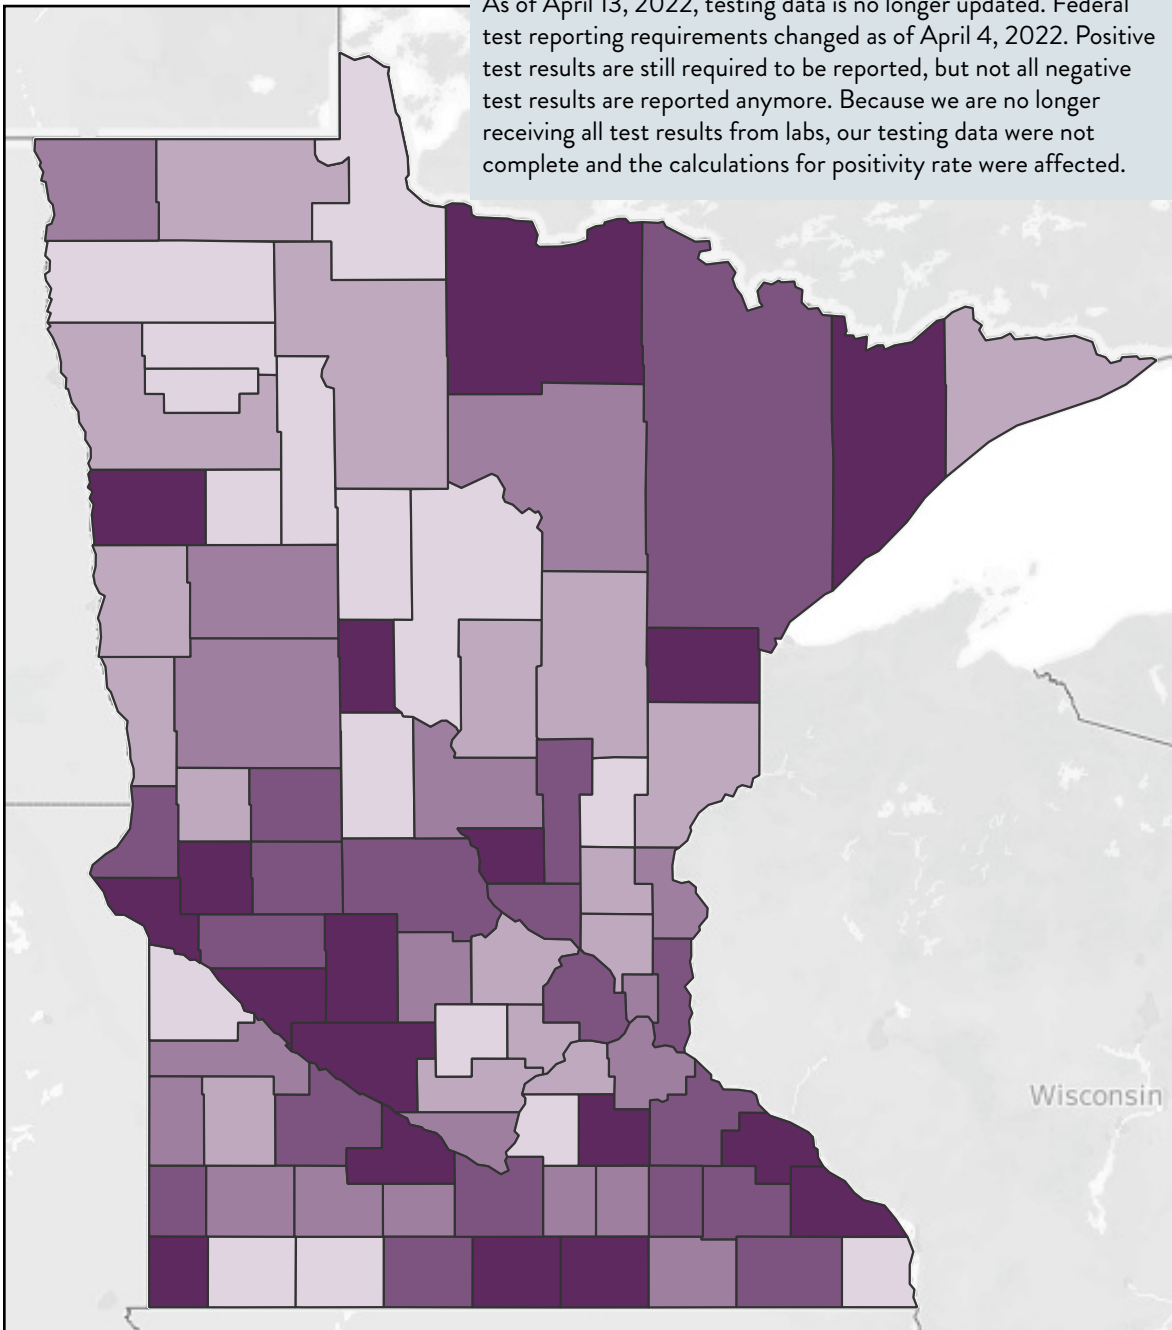 As of April 13, 2022, testing data is no longer updated. Federal
test reporting requirements changed as of April 4, 2022. Positive
test results are still required to be reported, but not all negative
test results are reported anymore. Because we are no longer
receiving all test results from labs, our testing data were not
complete and the calculations for positivity rate were affected.
Wisconsin